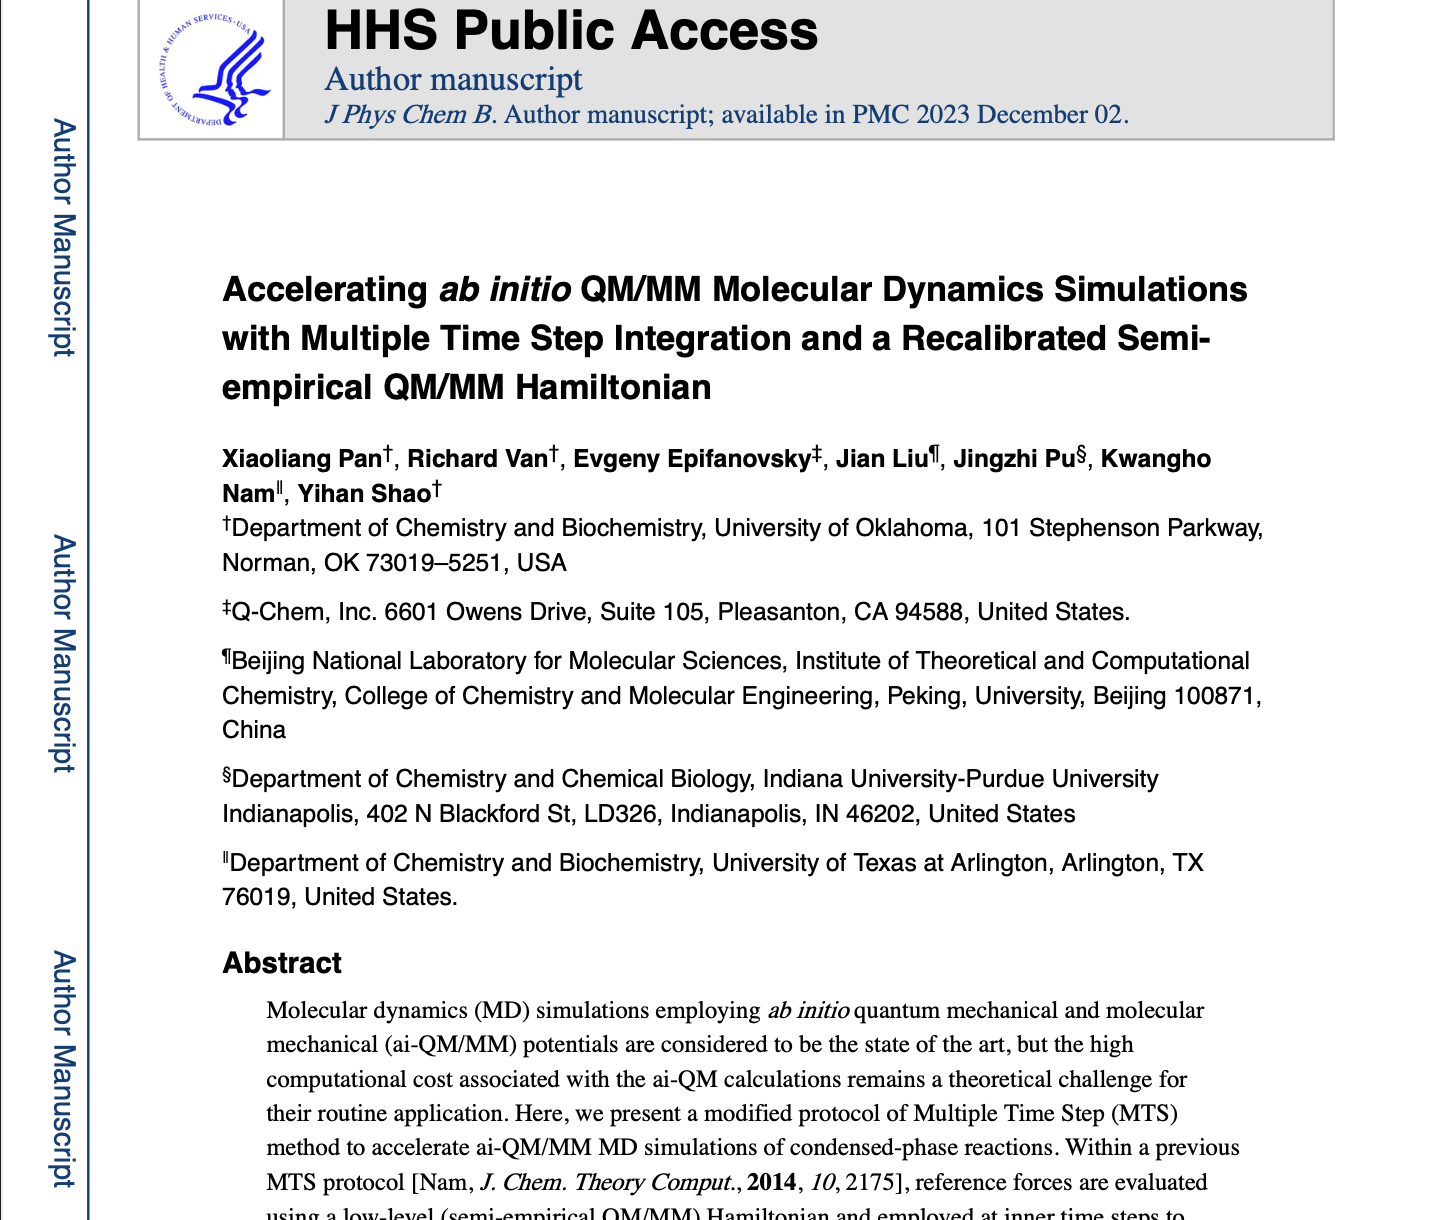 HHS Public Access
Author manuscript
J Phys Chem B. Author manuscript; available in PMC 2023 December 02.
DEPARTMENT OF HEALTH & HUMAN SERVICES · USA
Author Manuscript
Author Manuscript
Author Manuscript
Accelerating ab initio QM/MM Molecular Dynamics Simulations
with Multiple Time Step Integration and a Recalibrated Semi-
empirical QM/MM Hamiltonian
Xiaoliang Pan†, Richard Van†, Evgeny Epifanovsky‡, Jian Liu¶, Jingzhi Pu§, Kwangho
Nam‖, Yihan Shao†
†Department of Chemistry and Biochemistry, University of Oklahoma, 101 Stephenson Parkway,
Norman, OK 73019–5251, USA
‡Q-Chem, Inc. 6601 Owens Drive, Suite 105, Pleasanton, CA 94588, United States.
¶Beijing National Laboratory for Molecular Sciences, Institute of Theoretical and Computational
Chemistry, College of Chemistry and Molecular Engineering, Peking, University, Beijing 100871,
China
§Department of Chemistry and Chemical Biology, Indiana University-Purdue University
Indianapolis, 402 N Blackford St, LD326, Indianapolis, IN 46202, United States
‖Department of Chemistry and Biochemistry, University of Texas at Arlington, Arlington, TX
76019, United States.
Abstract
Molecular dynamics (MD) simulations employing ab initio quantum mechanical and molecular
mechanical (ai-QM/MM) potentials are considered to be the state of the art, but the high
computational cost associated with the ai-QM calculations remains a theoretical challenge for
their routine application. Here, we present a modified protocol of Multiple Time Step (MTS)
method to accelerate ai-QM/MM MD simulations of condensed-phase reactions. Within a previous
MTS protocol [Nam, J. Chem. Theory Comput., 2014, 10, 2175], reference forces are evaluated
using a low-level (semi-empirical QM/MM) Hamiltonian and employed at inner time steps to